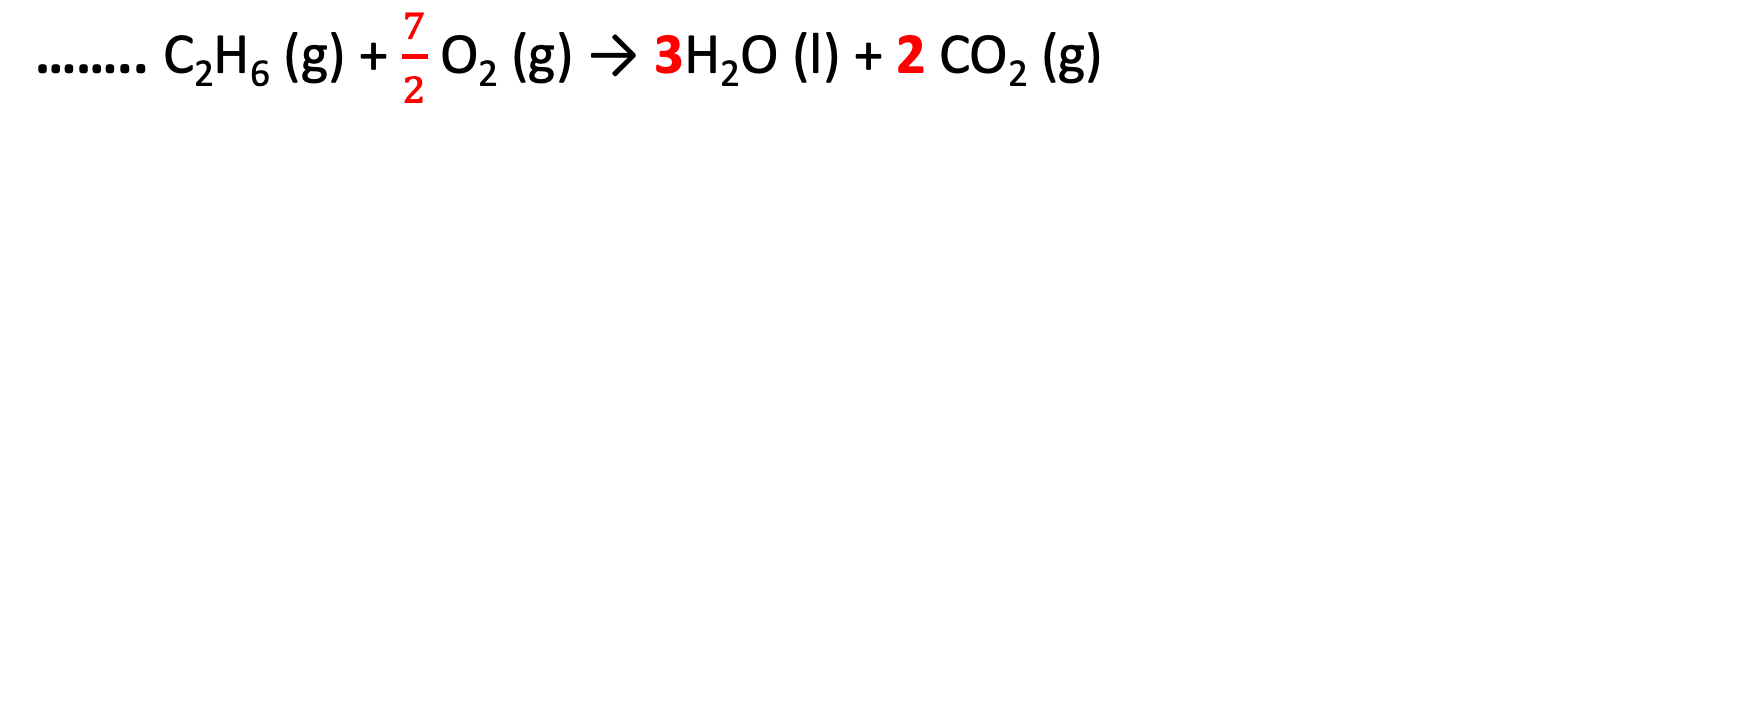 ........ C₂H₆ (g) + 7/2 O₂ (g) → 3H₂O (l) + 2 CO₂ (g)